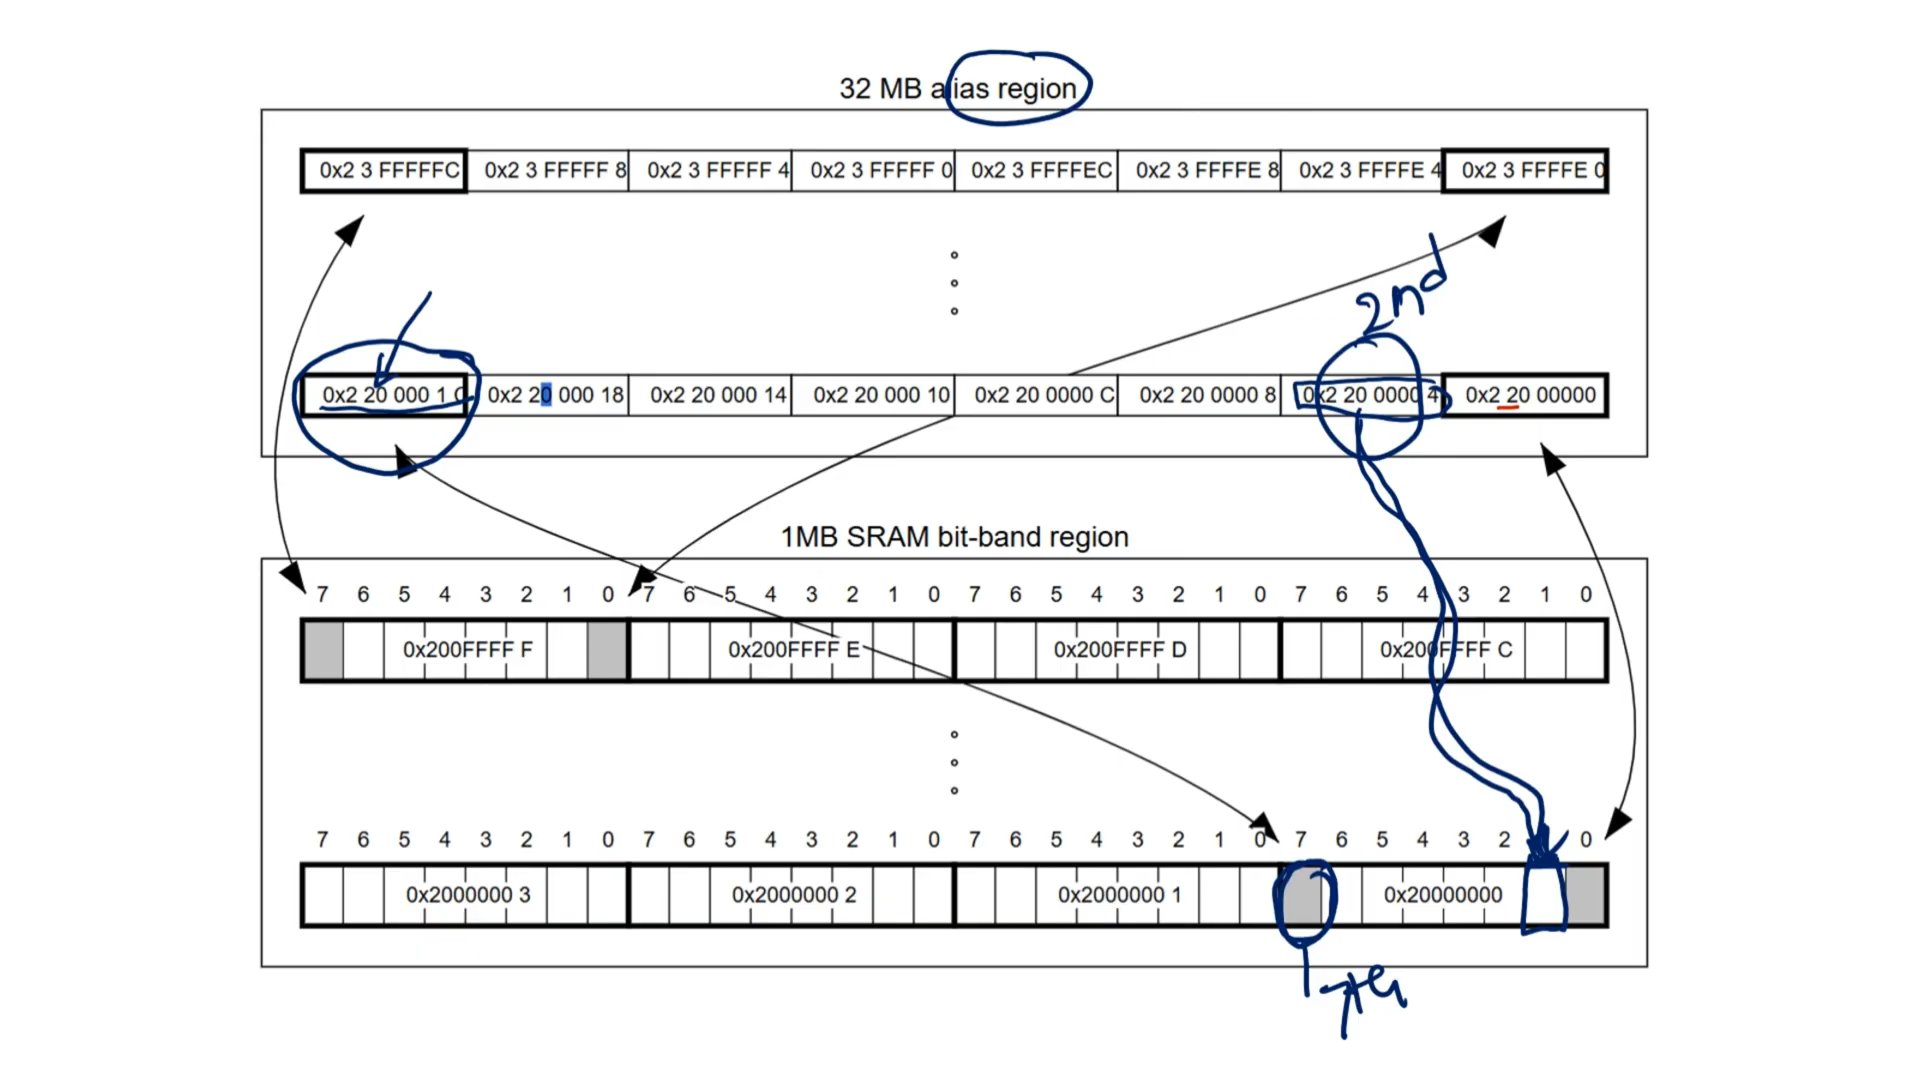 32 MB alias region
0x2 3 FFFFFC 0x2 3 FFFFF 8 0x2 3 FFFFF 4 0x2 3 FFFFF 0 0x2 3 FFFFEC 0x2 3 FFFFE 8 0x2 3 FFFFE 4 0x2 3 FFFFE 0
2nd
0x2 20 000 1 C 0x2 20 000 18 0x2 20 000 14 0x2 20 000 10 0x2 20 0000 C 0x2 20 0000 8 0x2 20 0000 4 0x2 20 00000
1MB SRAM bit-band region
7 6 5 4 3 2 1 0 7 6 5 4 3 2 1 0 7 6 5 4 3 2 1 0 7 6 5 4 3 2 1 0
0x200FFFF F 0x200FFFF E 0x200FFFF D 0x200FFFF C
7 6 5 4 3 2 1 0 7 6 5 4 3 2 1 0 7 6 5 4 3 2 1 0 7 6 5 4 3 2 0
0x2000000 3 0x2000000 2 0x2000000 1 0x20000000